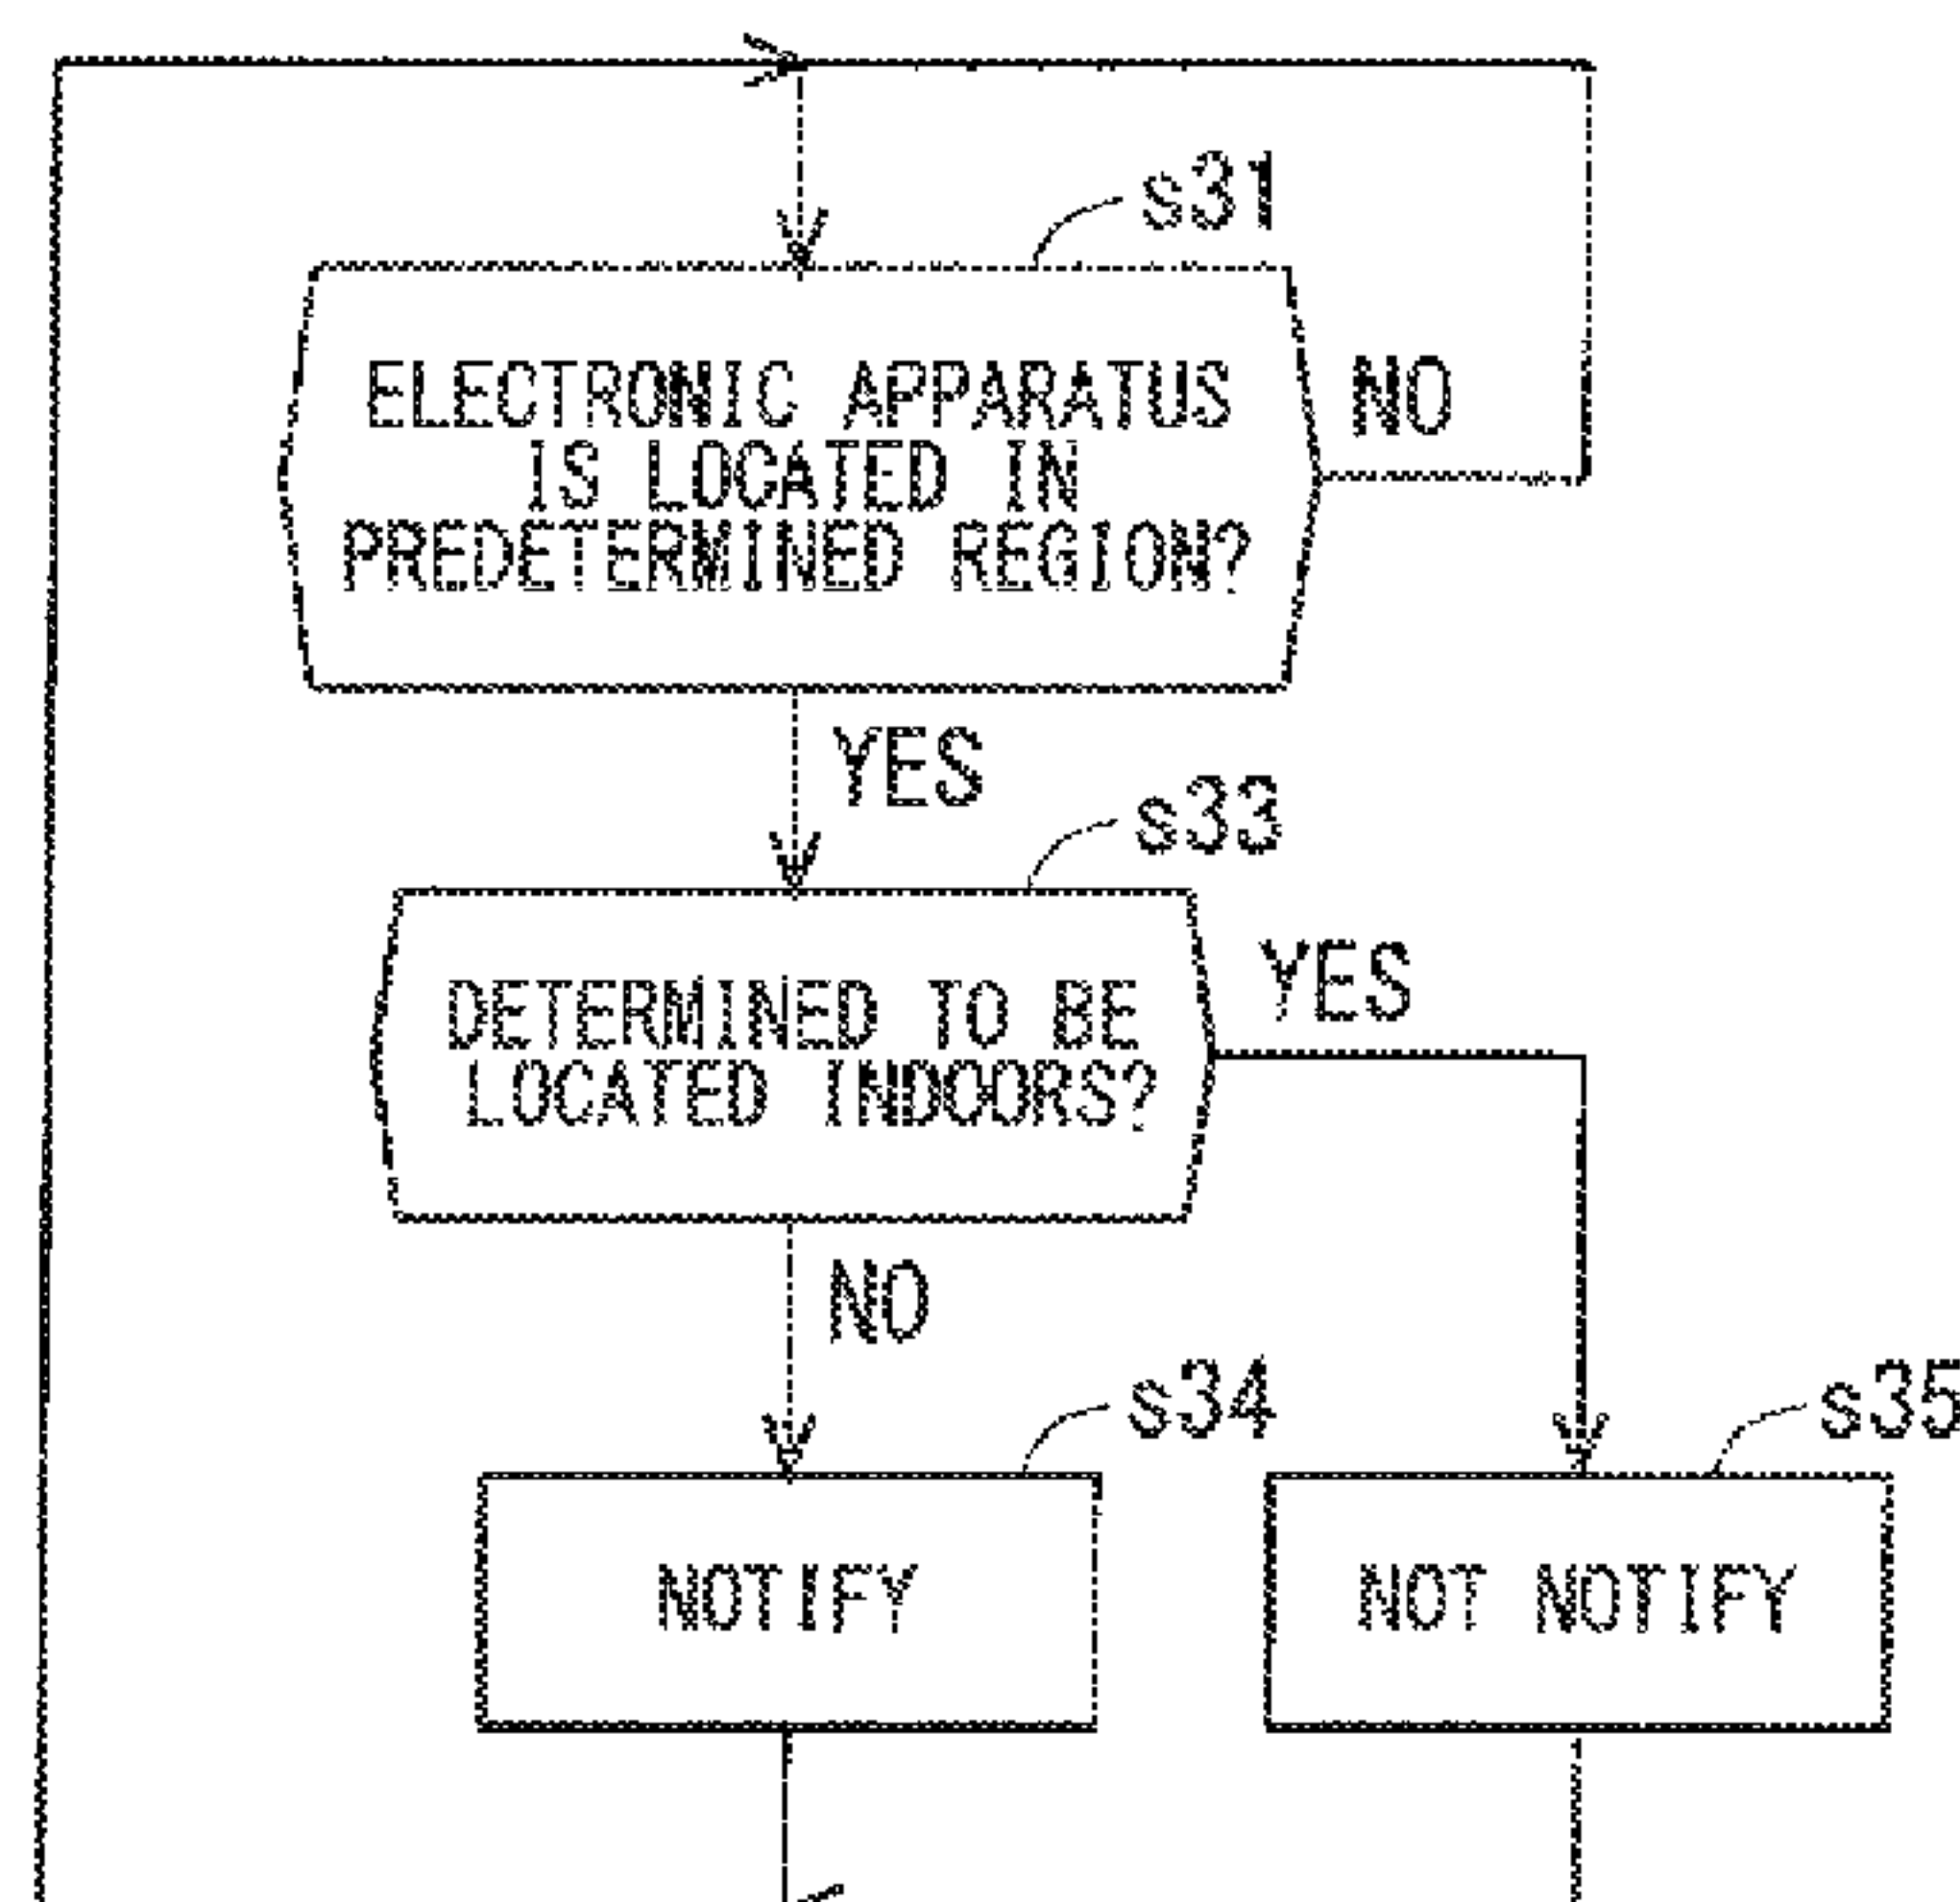 s31
ELECTRONIC APPARATUS
IS LOCATED IN
PREDETERMINED REGION?
NO
YES
s33
DETERMINED TO BE
LOCATED INDOORS?
YES
NO
s34
s35
NOTIFY
NOT NOTIFY